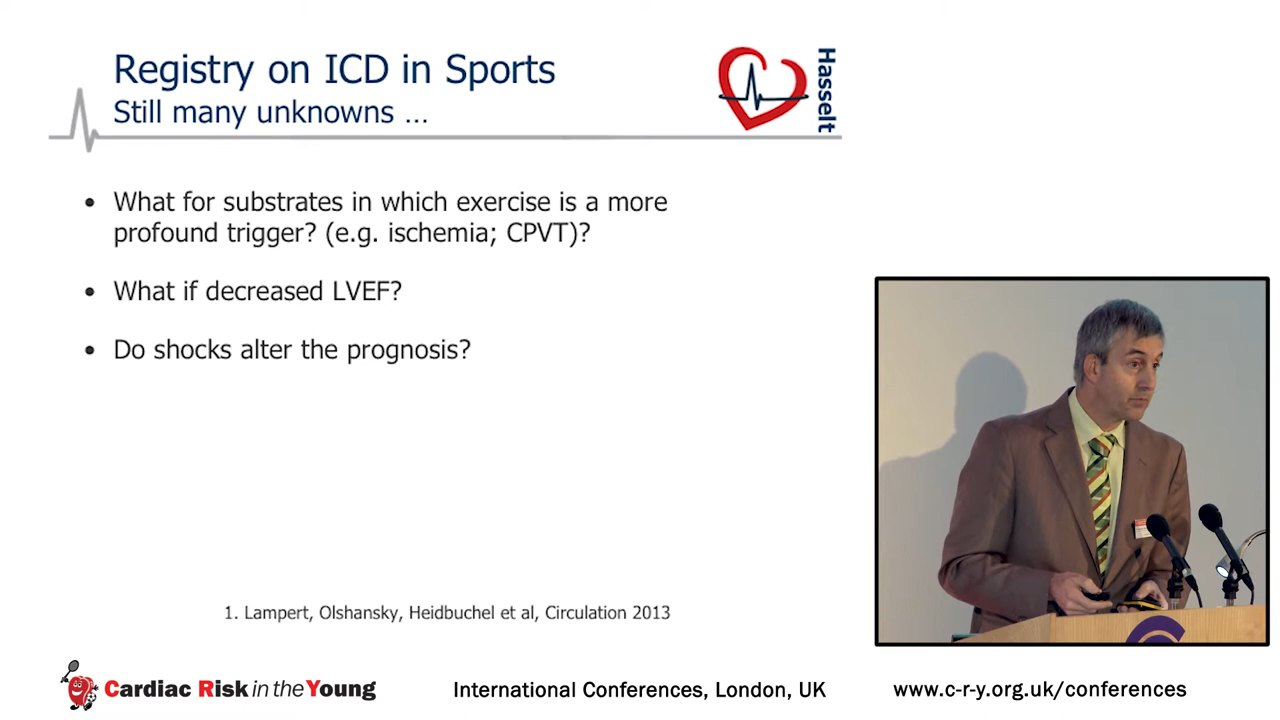 Registry on ICD in Sports
Still many unknowns ...
Hasselt
• What for substrates in which exercise is a more
profound trigger? (e.g. ischemia; CPVT)?
• What if decreased LVEF?
• Do shocks alter the prognosis?
1. Lampert, Olshansky, Heidbuchel et al, Circulation 2013
Cardiac Risk in the Young
International Conferences, London, UK
www.c-r-y.org.uk/conferences